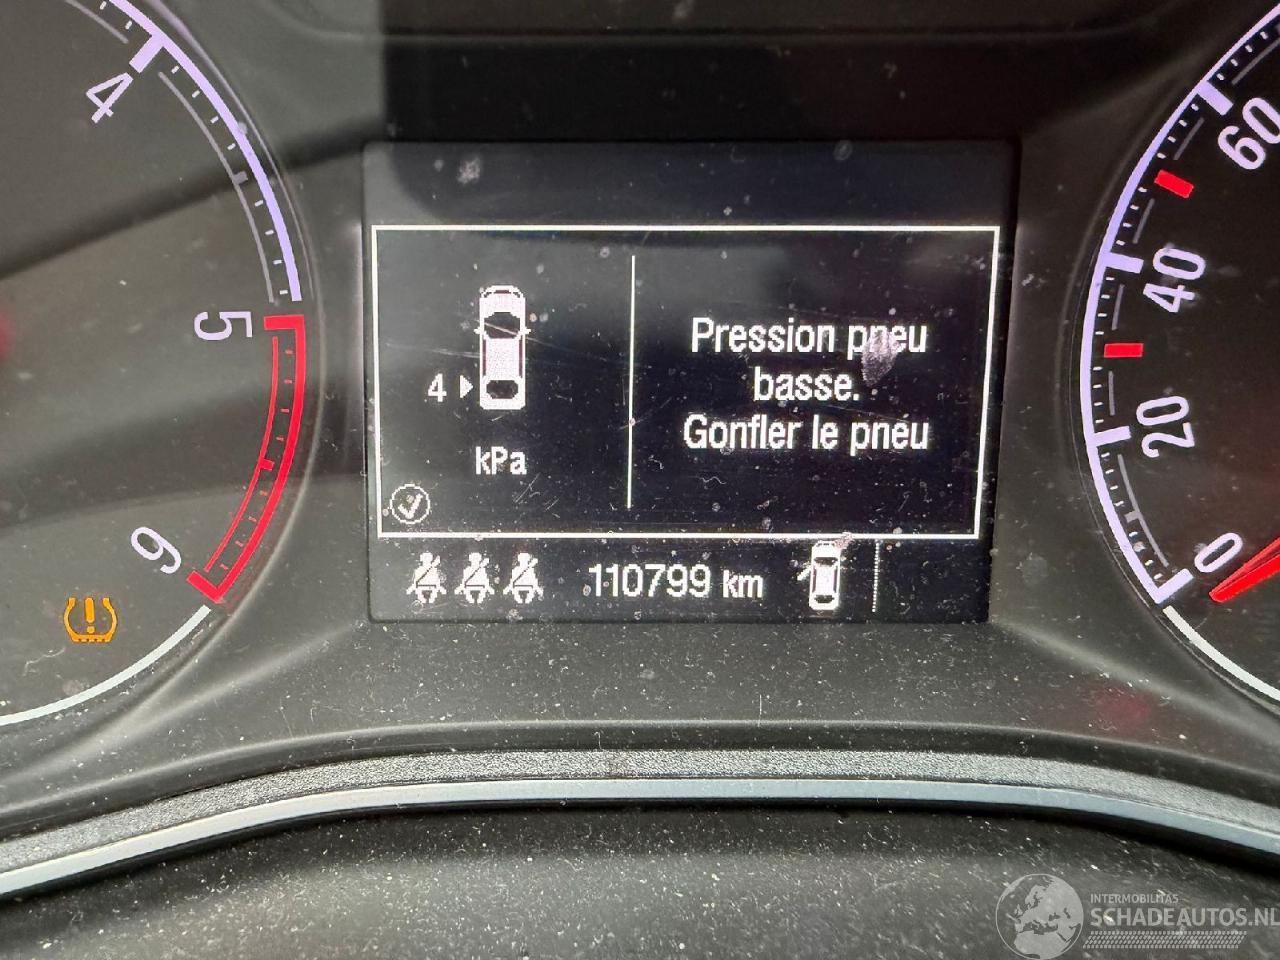 4
5
6
Pression pneu
basse.
Gonfler le pneu
4
kPa
110799 km
60
40
20
0
INTERMOBILITAS
SCHADEAUTOS.NL